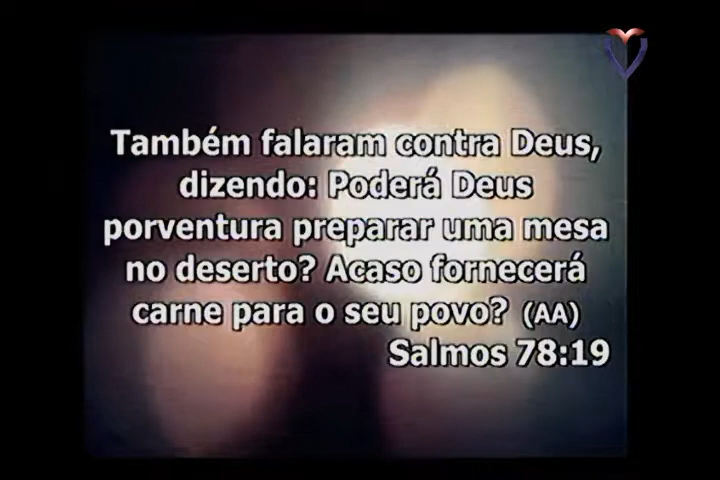 Também falaram contra Deus,
dizendo: Poderá Deus
porventura preparar uma mesa
no deserto? Acaso fornecerá
carne para o seu povo? (AA)
Salmos 78:19